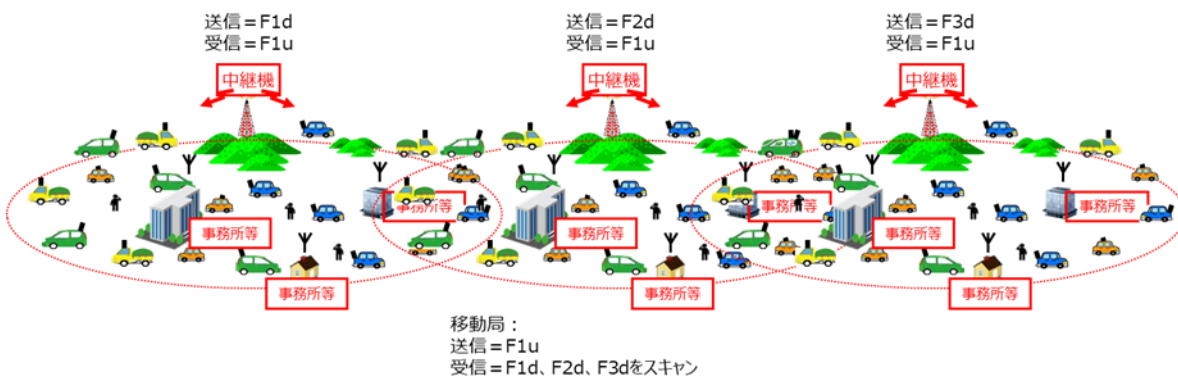 送信＝F1d
受信＝F1u
送信＝F2d
受信＝F1u
送信＝F3d
受信＝F1u
中継機
中継機
中継機
事務所等
事務所等
事務所等
事務所等
事務所等
事務所等
事務所等
事務所等
事務所等
移動局：
送信＝F1u
受信＝F1d、F2d、F3dをスキャン